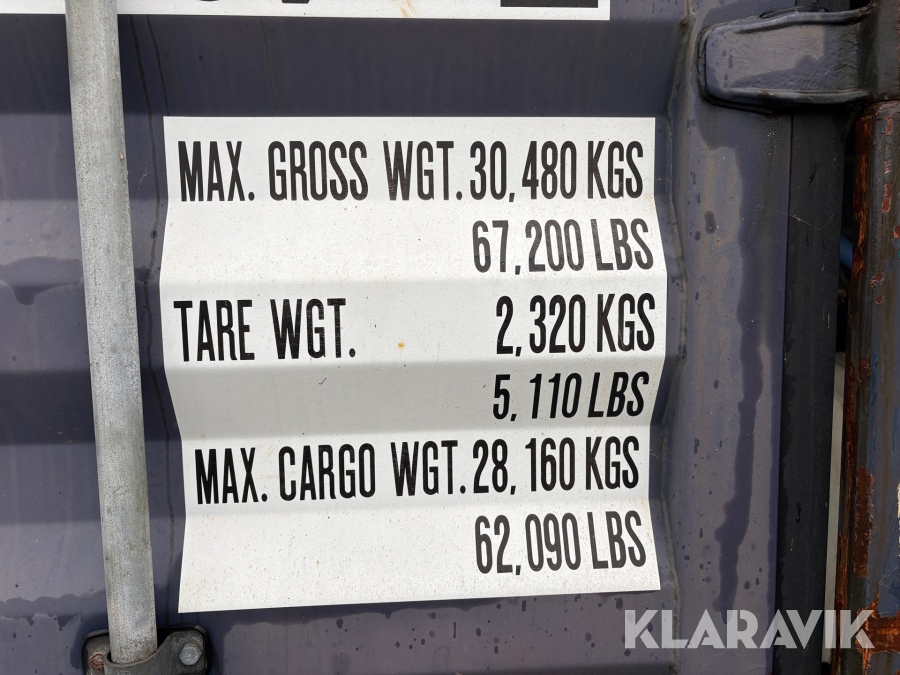 MAX. GROSS WGT. 30,480 KGS
67,200 LBS
TARE WGT. 2,320 KGS
5,110 LBS
MAX. CARGO WGT. 28,160 KGS
62,090 LBS
KLARAVIK